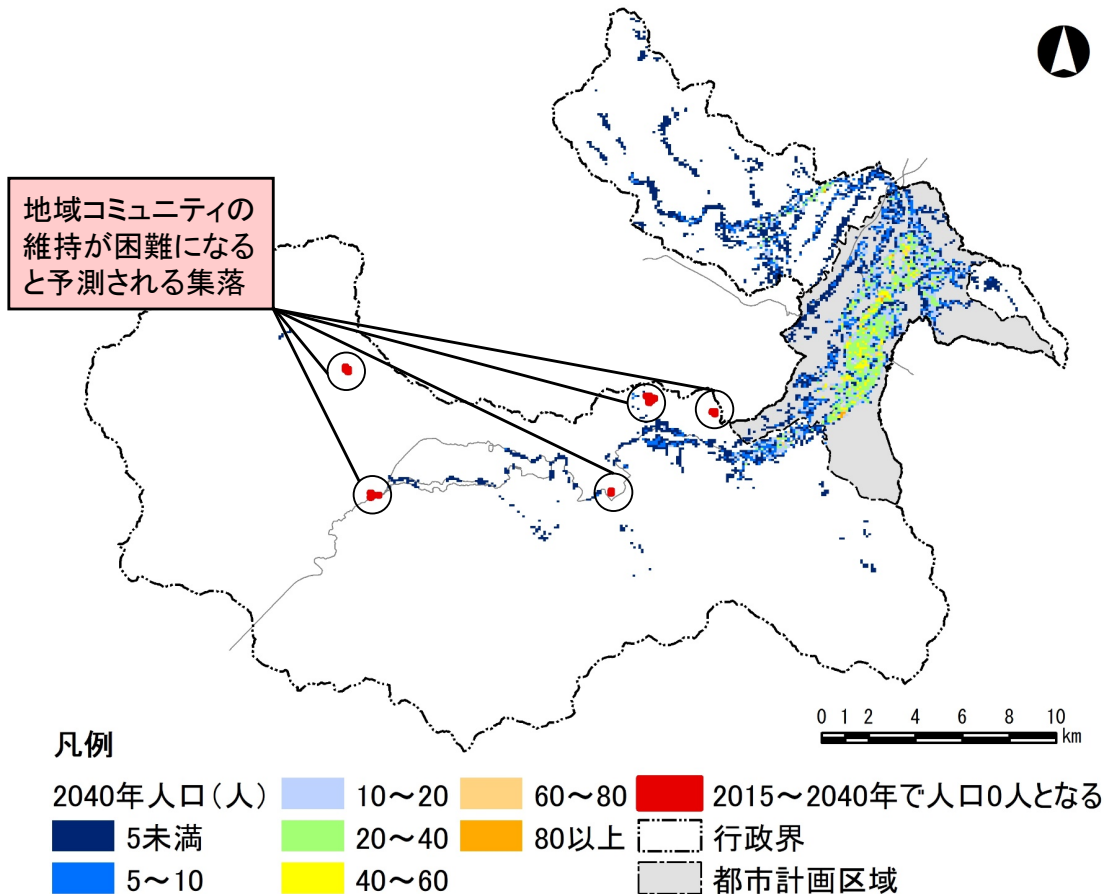 地域コミュニティの
維持が困難になる
と予測される集落
0 1 2 4 6 8 10
km
凡例
2040年人口(人)
5未満
5~10
10~20
20~40
40~60
60~80
80以上
2015~2040年で人口0人となる
行政界
都市計画区域